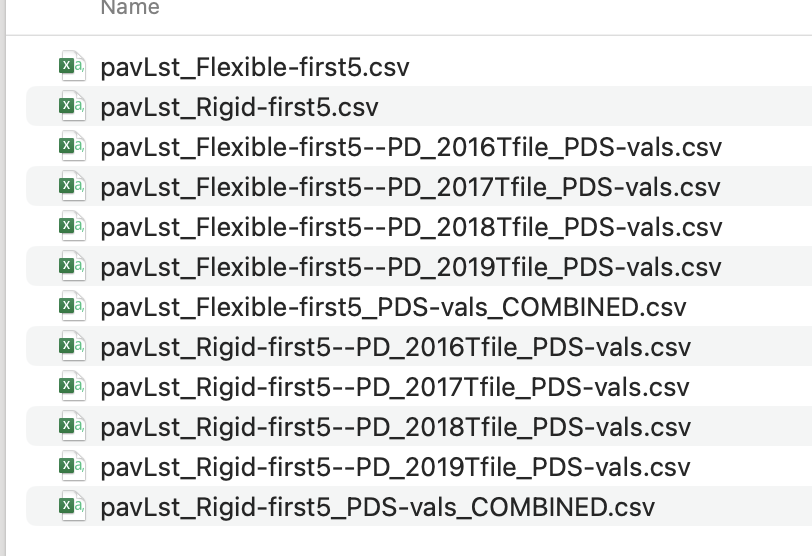 Name
pavLst_Flexible-first5.csv
pavLst_Rigid-first5.csv
pavLst_Flexible-first5--PD_2016Tfile_PDS-vals.csv
pavLst_Flexible-first5--PD_2017Tfile_PDS-vals.csv
pavLst_Flexible-first5--PD_2018Tfile_PDS-vals.csv
pavLst_Flexible-first5--PD_2019Tfile_PDS-vals.csv
pavLst_Flexible-first5_PDS-vals_COMBINED.csv
pavLst_Rigid-first5--PD_2016Tfile_PDS-vals.csv
pavLst_Rigid-first5--PD_2017Tfile_PDS-vals.csv
pavLst_Rigid-first5--PD_2018Tfile_PDS-vals.csv
pavLst_Rigid-first5--PD_2019Tfile_PDS-vals.csv
pavLst_Rigid-first5_PDS-vals_COMBINED.csv